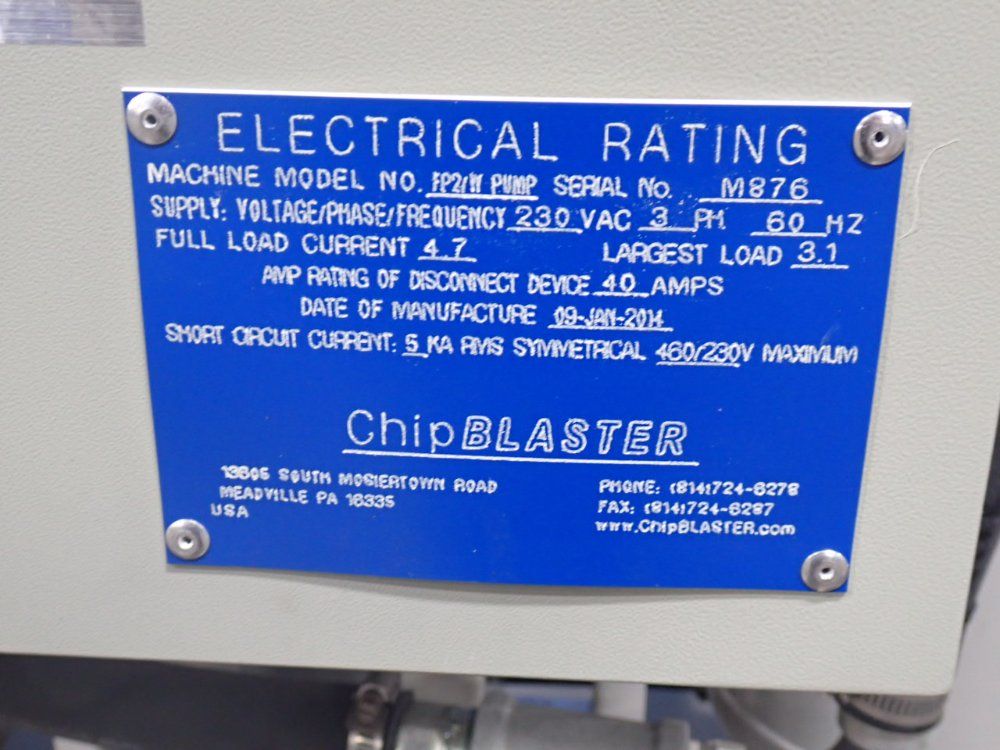 ELECTRICAL RATING
MACHINE MODEL NO. FP2/W PUMP SERIAL NO. M876
SUPPLY: VOLTAGE/PHASE/FREQUENCY 230 VAC 3 PH 60 HZ
FULL LOAD CURRENT 4.7 LARGEST LOAD 3.1
AMP RATING OF DISCONNECT DEVICE 40 AMPS
DATE OF MANUFACTURE 09-JAN-2014
SHORT CIRCUIT CURRENT: 5 KA RMS SYMMETRICAL 460/230V MAXIMUM
ChipBLASTER
13605 SOUTH MOSIERTOWN ROAD
MEADVILLE PA 16335
USA
PHONE: (814)724-6278
FAX: (814)724-6287
www.ChipBLASTER.com